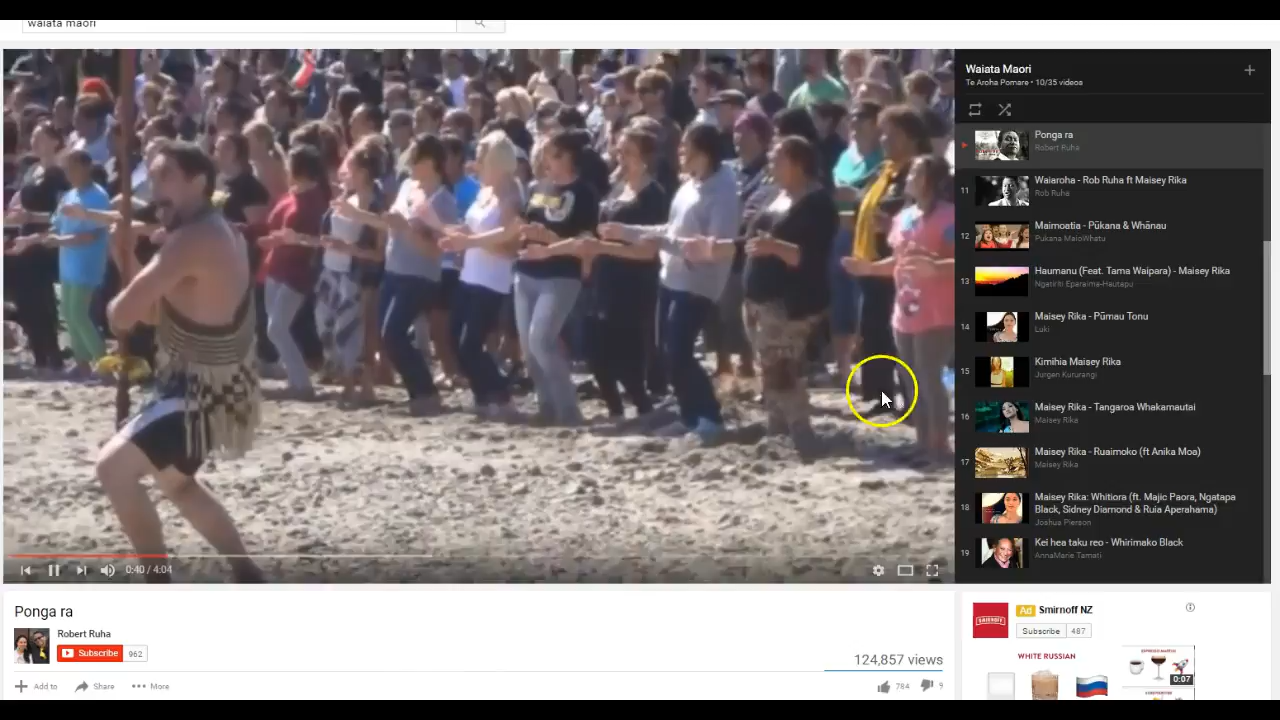 waiata maori
Waiata Maori
Te Aroha Pomare • 10/35 videos
Ponga ra
Robert Ruha
11
Waiaroha - Rob Ruha ft Maisey Rika
Rob Ruha
12
Maimoatia - Pūkana & Whānau
Pukana MaioWhatu
13
Haumanu (Feat. Tama Waipara) - Maisey Rika
Ngatiriti Eparaima-Hautapu
14
Maisey Rika - Pūmau Tonu
Luki
15
Kimihia Maisey Rika
Jorgen Kururangi
16
Maisey Rika - Tangaroa Whakamautai
Maisey Rika
17
Maisey Rika - Ruaimoko (ft Anika Moa)
Maisey Rika
18
Maisey Rika: Whitiora (ft. Majic Paora, Ngatapa
Black, Sidney Diamond & Ruia Aperahama)
Joshua Pierson
19
Kei hea taku reo - Whirimako Black
AnnaMarie Tamati
0:40 / 4:04
Ponga ra
Robert Ruha
Subscribe 962
124,857 views
Add to Share More
784 9
Ad Smirnoff NZ
Subscribe 487
WHITE RUSSIAN
0:07